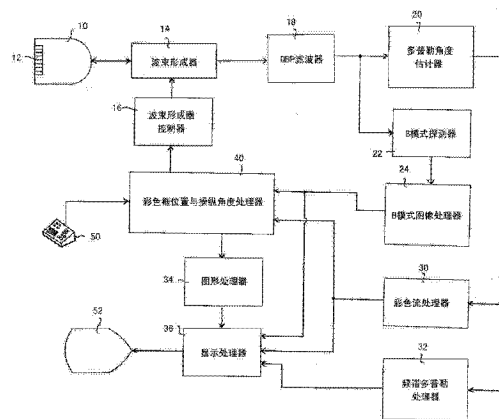 10
12
14
波束形成器
18
QBP滤波器
20
多普勒角度
估计器
16
波束形成器
控制器
B模式探测器
22
40
彩色框位置与操纵角度处理器
24
B模式图像处理器
50
34
图形处理器
30
彩色流处理器
52
36
显示处理器
32
频谱多普勒
处理器